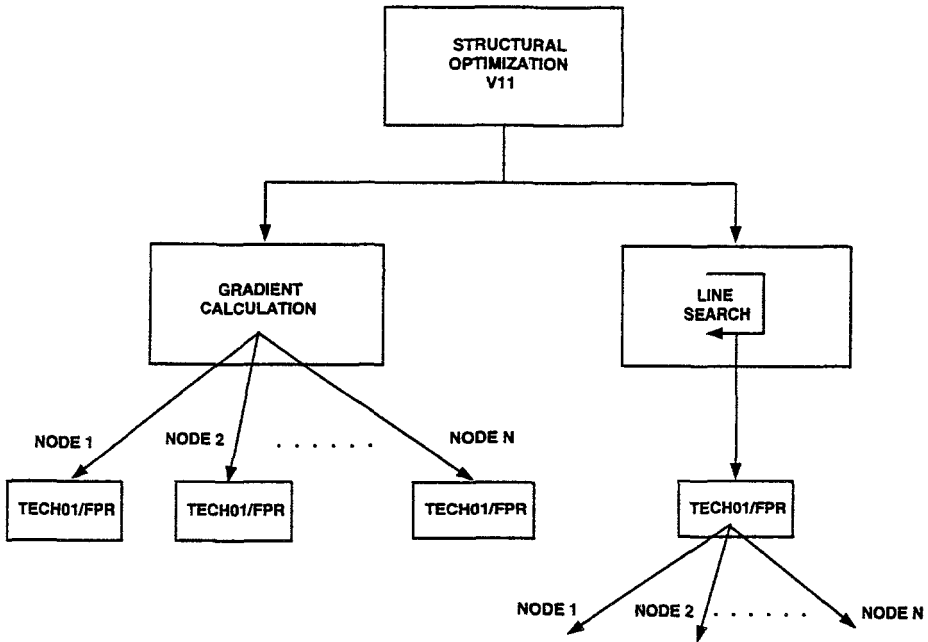 STRUCTURAL
OPTIMIZATION
V11
GRADIENT
CALCULATION
LINE
SEARCH
NODE 1
NODE 2
. . . . . .
NODE N
TECH01/FPR
TECH01/FPR
TECH01/FPR
TECH01/FPR
NODE 1
NODE 2
. . . . . .
NODE N